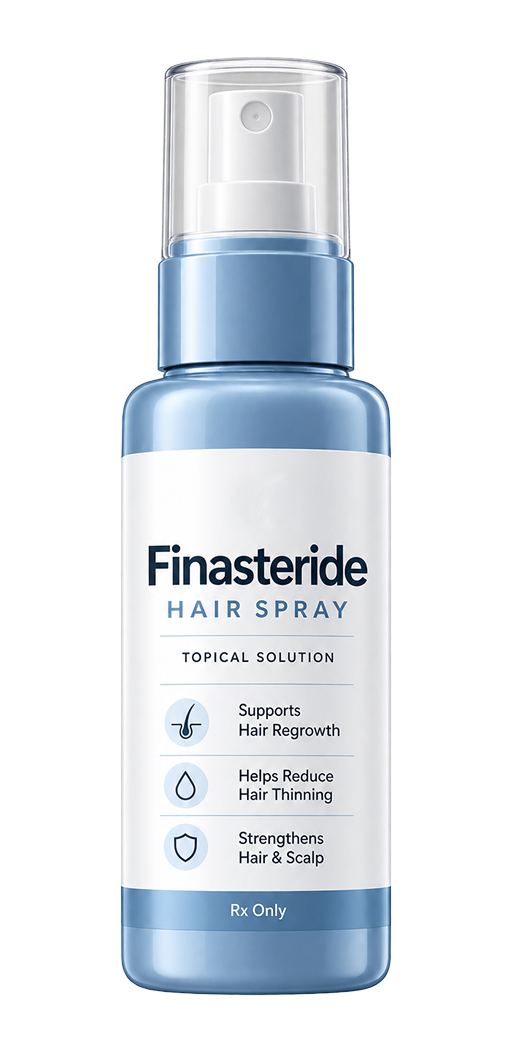 Finasteride
HAIR SPRAY
TOPICAL SOLUTION
Supports
Hair Regrowth
Helps Reduce
Hair Thinning
Strengthens
Hair & Scalp
Rx Only